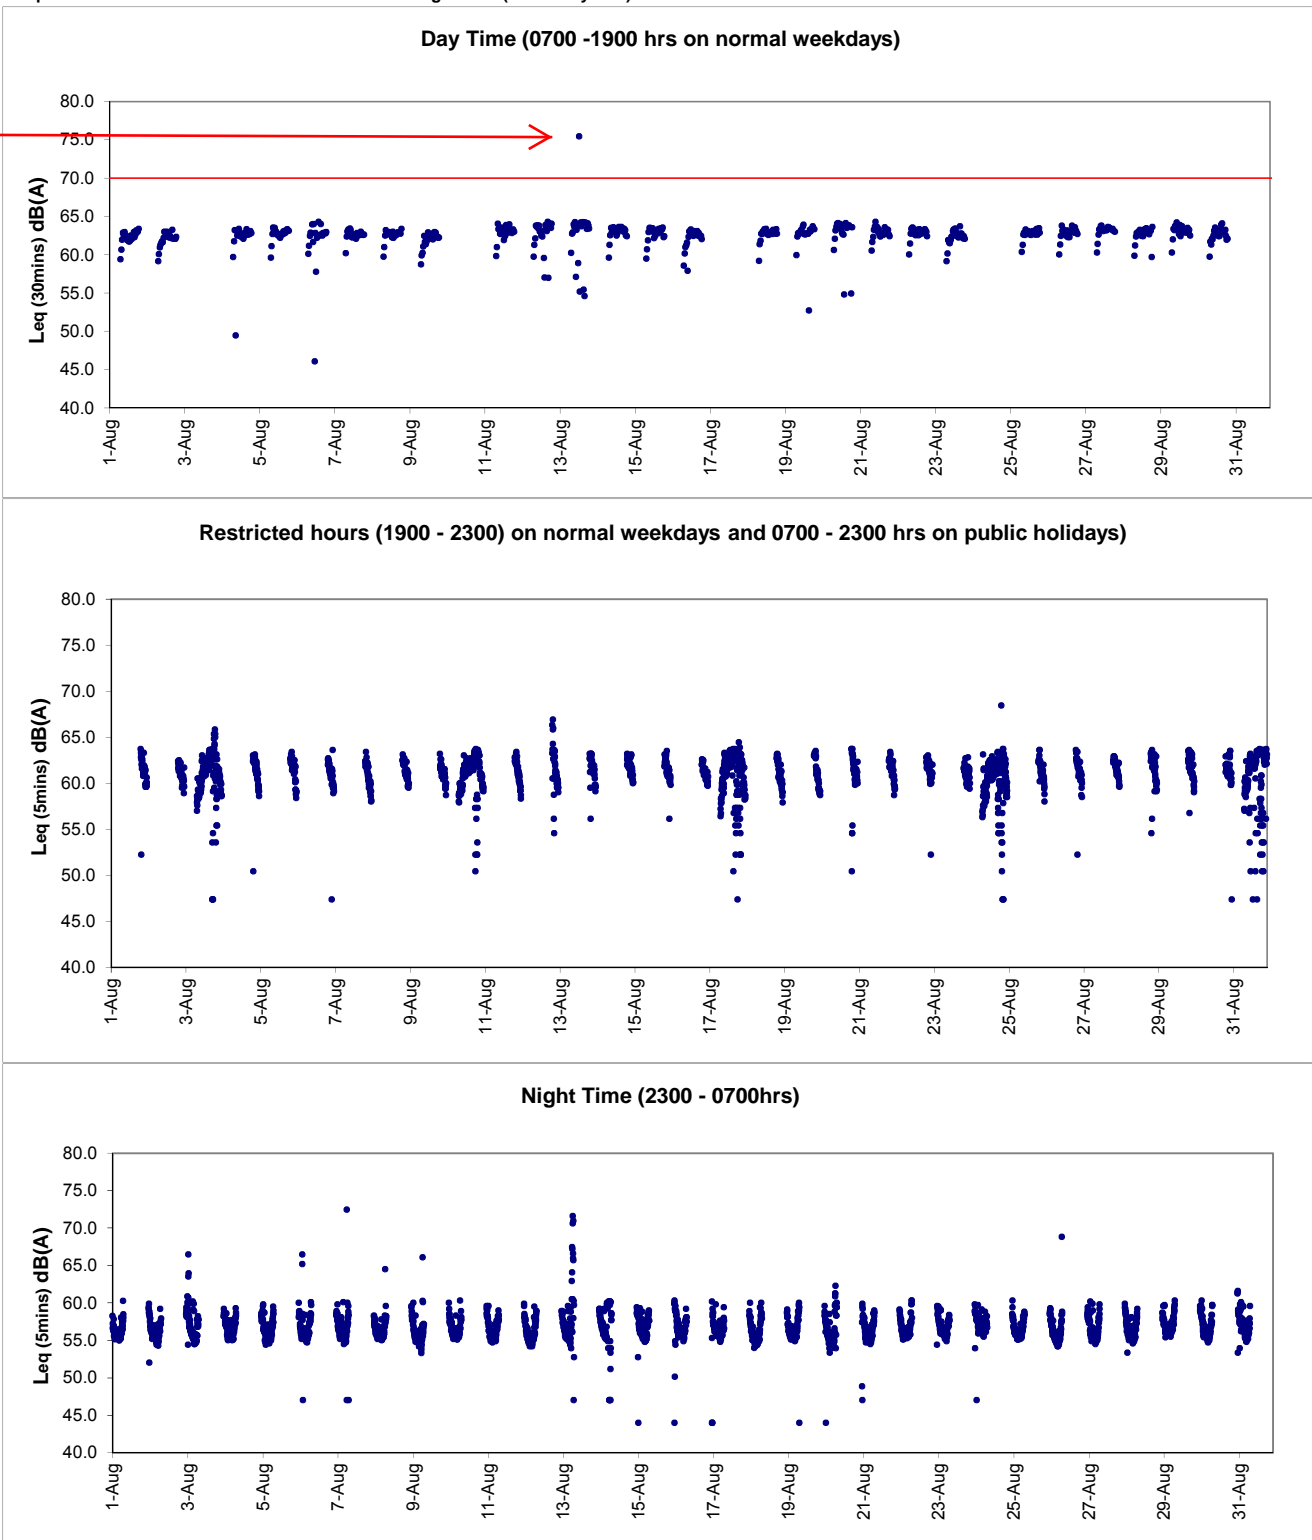 Day Time (0700 -1900 hrs on normal weekdays)
80.0
75.0
70.0
65.0
60.0
55.0
50.0
45.0
40.0
Leq (30mins) dB(A)
1-Aug
3-Aug
5-Aug
7-Aug
9-Aug
11-Aug
13-Aug
15-Aug
17-Aug
19-Aug
21-Aug
23-Aug
25-Aug
27-Aug
29-Aug
31-Aug
Restricted hours (1900 - 2300) on normal weekdays and 0700 - 2300 hrs on public holidays)
80.0
75.0
70.0
65.0
60.0
55.0
50.0
45.0
40.0
Leq (5mins) dB(A)
1-Aug
3-Aug
5-Aug
7-Aug
9-Aug
11-Aug
13-Aug
15-Aug
17-Aug
19-Aug
21-Aug
23-Aug
25-Aug
27-Aug
29-Aug
31-Aug
Night Time (2300 - 0700hrs)
80.0
75.0
70.0
65.0
60.0
55.0
50.0
45.0
40.0
Leq (5mins) dB(A)
1-Aug
3-Aug
5-Aug
7-Aug
9-Aug
11-Aug
13-Aug
15-Aug
17-Aug
19-Aug
21-Aug
23-Aug
25-Aug
27-Aug
29-Aug
31-Aug